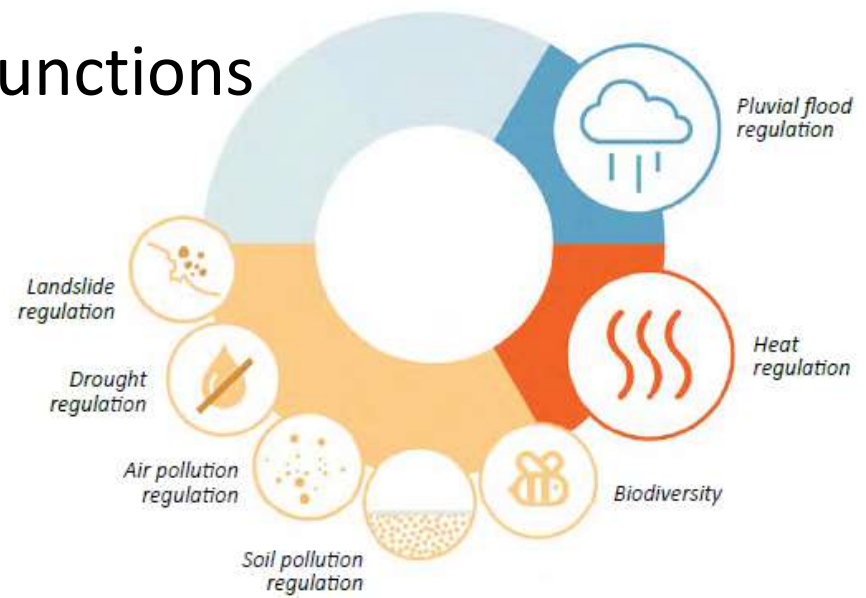 unctions
Pluvial flood
regulation
Heat
regulation
Biodiversity
Soil pollution
regulation
Air pollution
regulation
Drought
regulation
Landslide
regulation